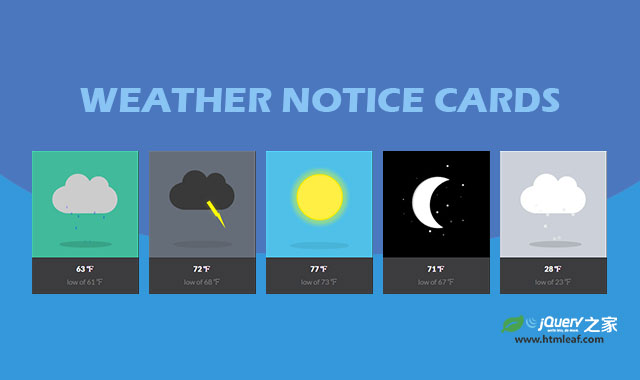 WEATHER NOTICE CARDS
63 °F
low of 61 °F
72 °F
low of 68 °F
77 °F
low of 73 °F
71 °F
low of 67 °F
28 °F
low of 23 °F
jQuery之家
www.htmleaf.com